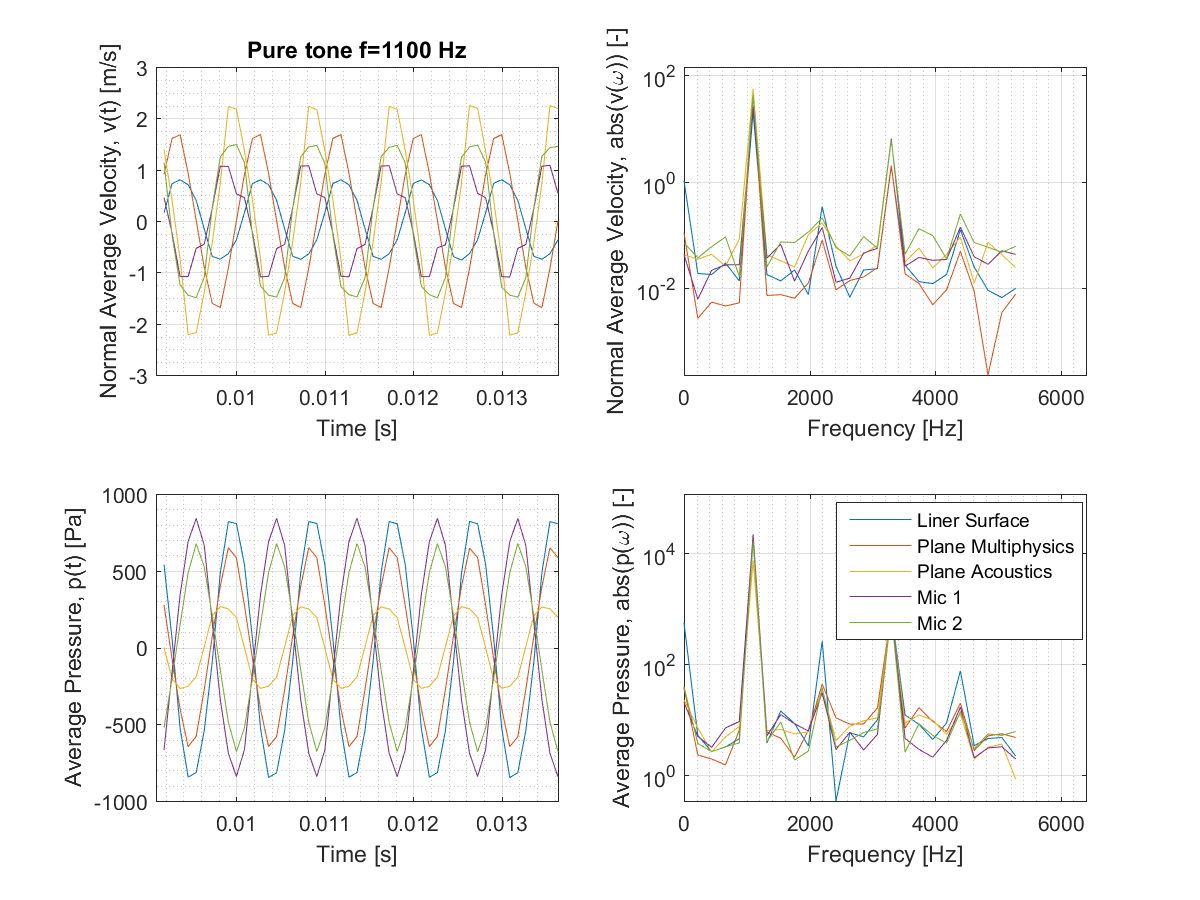 Pure tone f=1100 Hz
Normal Average Velocity, v(t) [m/s]
3
2
1
0
-1
-2
-3
0.01 0.011 0.012 0.013
Time [s]
Normal Average Velocity, abs(v(ω)) [-]
10^2
10^0
10^-2
0 2000 4000 6000
Frequency [Hz]
Average Pressure, p(t) [Pa]
1000
500
0
-500
-1000
0.01 0.011 0.012 0.013
Time [s]
Average Pressure, abs(p(ω)) [-]
10^4
10^2
10^0
0 2000 4000 6000
Frequency [Hz]
Liner Surface
Plane Multiphysics
Plane Acoustics
Mic 1
Mic 2